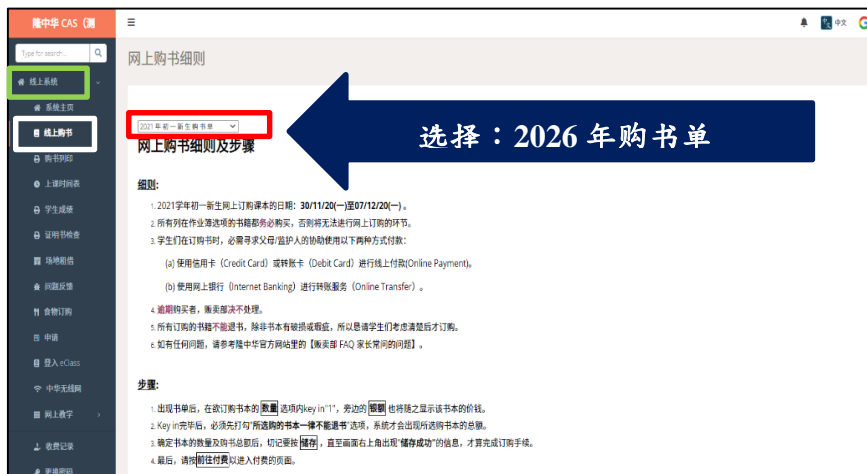 隆中华 CAS（测
中文
Type for search...
网上购书细则
线上系统
系统主页
线上购书
购书列印
上课时间表
学生成绩
证明书检查
场地租借
问题反馈
食物订购
申请
登入 eClass
中华无线网
网上教学
收费记录
更换密码
2021 年初一新生购书单
选择：2026 年购书单
网上购书细则及步骤
细则:
1. 2021学年初一新生网上订购课本的日期：30/11/20(一)至07/12/20(一) 。
2. 所有列在作业簿选项的书籍都务必购买，否则将无法进行网上订购的环节。
3. 学生们在订购书时，必需寻求父母/监护人的协助使用以下两种方式付款：
(a) 使用信用卡（Credit Card）或转账卡（Debit Card）进行线上付款(Online Payment)。
(b) 使用网上银行（Internet Banking）进行转账服务（Online Transfer）。
4. 逾期购买者，贩卖部决不处理。
5. 所有订购的书籍不能退书，除非书本有破损或瑕疵，所以恳请学生们考虑清楚后才订购。
6. 如有任何问题，请参考隆中华官方网站里的【贩卖部 FAQ 家长常问的问题】。
步骤:
1. 出现书单后，在欲订购书本的 数量 选项内key in"1"，旁边的 银额 也将随之显示该书本的价钱。
2. Key in完毕后，必须先打勾"所选购的书本一律不能退书"选项，系统才会出现所选购书本的总额。
3. 确定书本的数量及购书总额后，切记要按 储存 ，直至画面右上角出现"储存成功"的信息，才算完成订购手续。
4. 最后，请按 前往付费 以进入付费的页面。